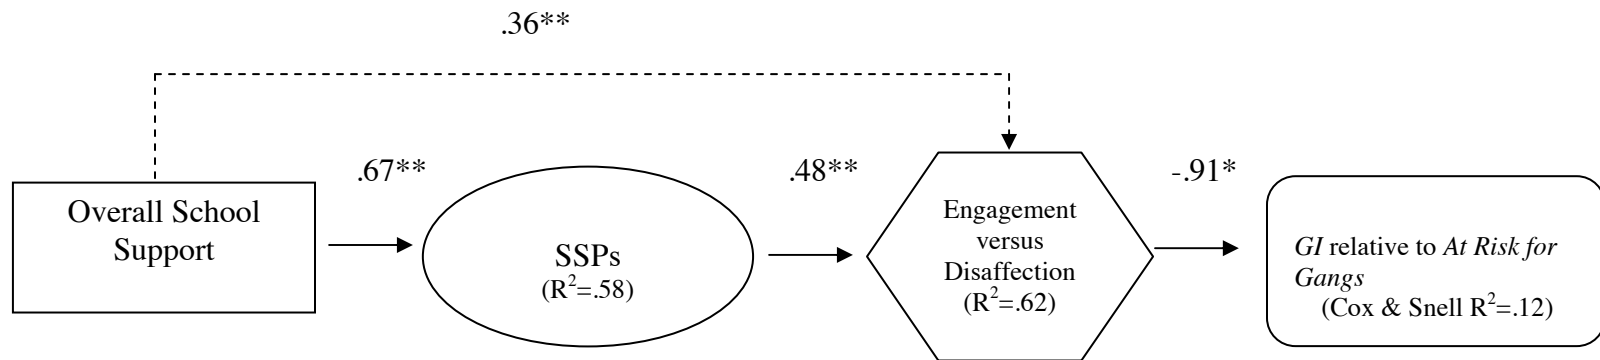 .36**
.67**
.48**
-.91*
Overall School
Support
SSPs
(R²=.58)
Engagement
versus
Disaffection
(R²=.62)
GI relative to At Risk for
Gangs
(Cox & Snell R²=.12)